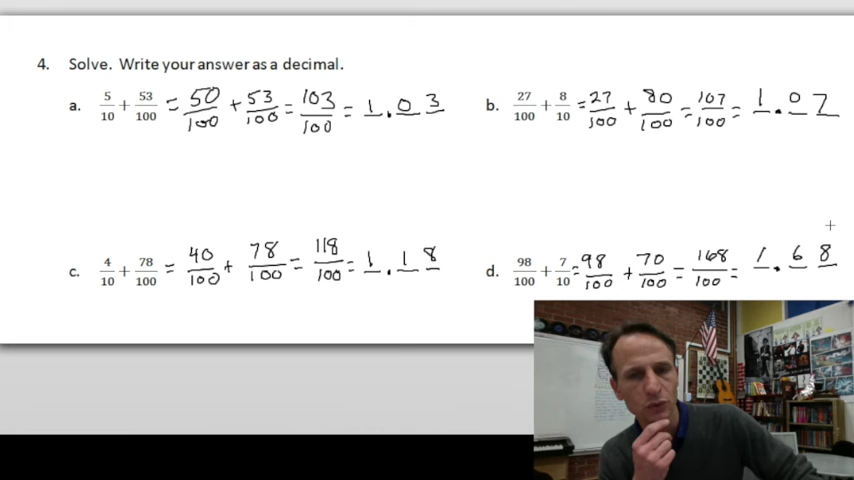 4. Solve. Write your answer as a decimal.
a. 5/10 + 53/100 = 50/100 + 53/100 = 103/100 = 1.03
b. 27/100 + 8/10 = 27/100 + 80/100 = 107/100 = 1.07
c. 4/10 + 78/100 = 40/100 + 78/100 = 118/100 = 1.18
d. 98/100 + 7/10 = 98/100 + 70/100 = 168/100 = 1.68